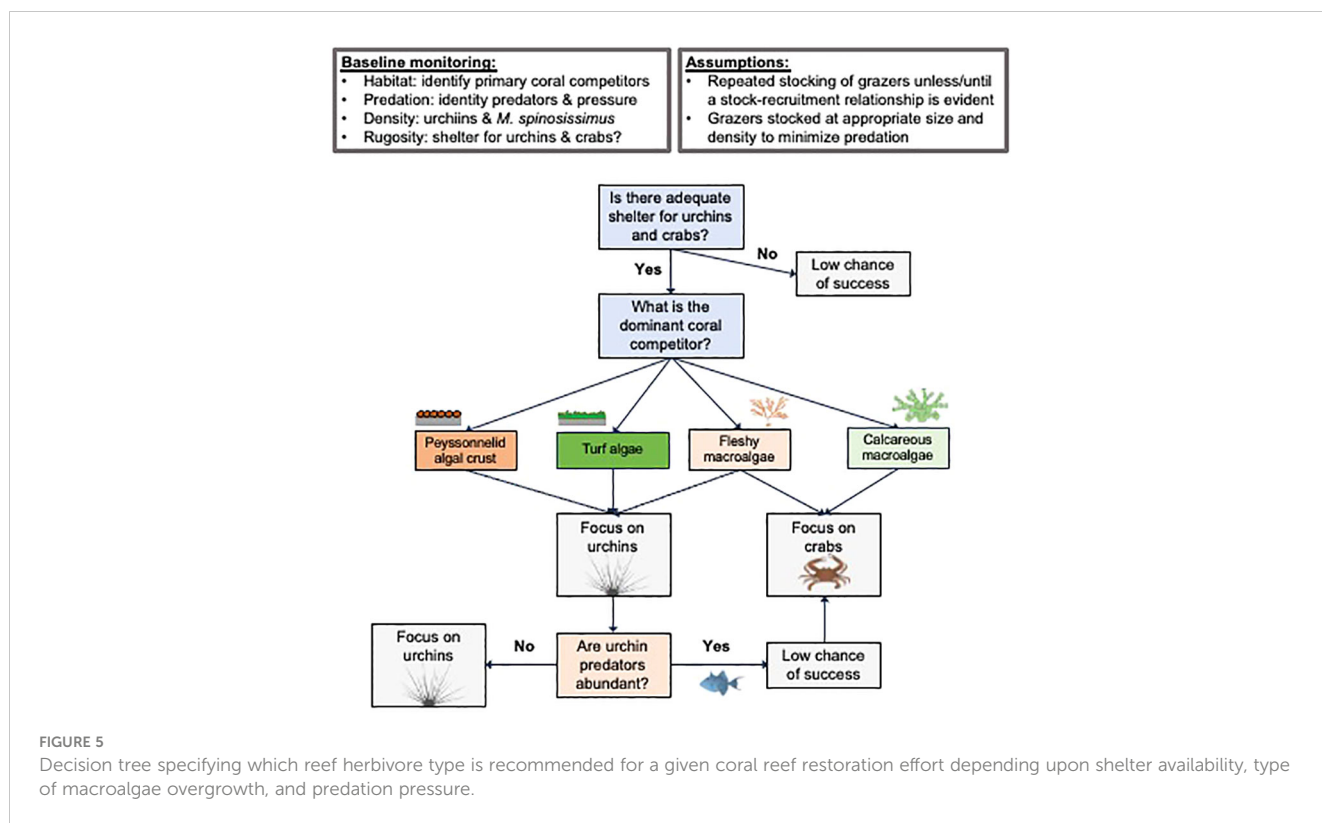 Baseline monitoring:
• Habitat: identify primary coral competitors
• Predation: identity predators & pressure
• Density: urchiins & M. spinosissimus
• Rugosity: shelter for urchins & crabs?
Assumptions:
• Repeated stocking of grazers unless/until
a stock-recruitment relationship is evident
• Grazers stocked at appropriate size and
density to minimize predation
Is there adequate
shelter for urchins
and crabs?
No
Yes
Low chance
of success
What is the
dominant coral
competitor?
Peyssonnelid
algal crust
Turf algae
Fleshy
macroalgae
Calcareous
macroalgae
Focus on
urchins
Focus on
crabs
Focus on
urchins
No
Are urchin
predators
abundant?
Yes
Low chance
of success
FIGURE 5
Decision tree specifying which reef herbivore type is recommended for a given coral reef restoration effort depending upon shelter availability, type
of macroalgae overgrowth, and predation pressure.